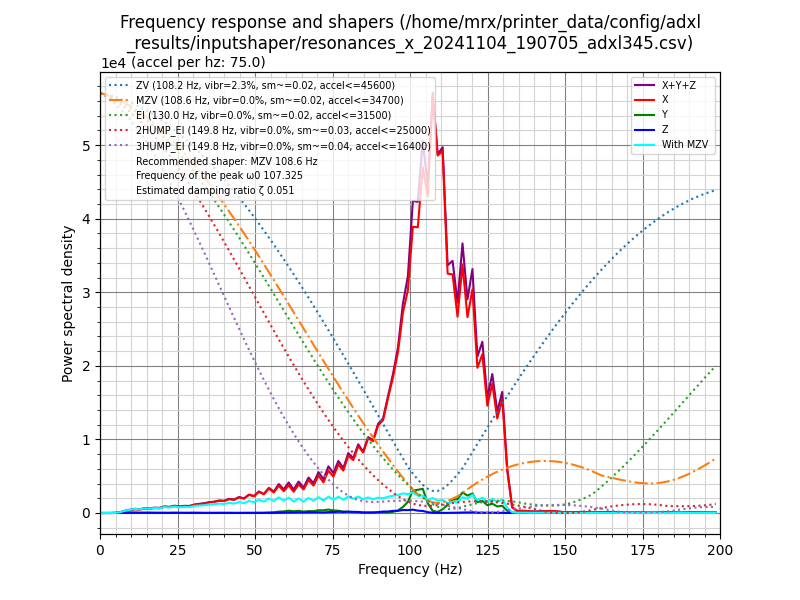 Frequency response and shapers (/home/mrx/printer_data/config/adxl
_results/inputshaper/resonances_x_20241104_190705_adxl345.csv)
1e4 (accel per hz: 75.0)
ZV (108.2 Hz, vibr=2.3%, sm~=0.02, accel<=45600)
MZV (108.6 Hz, vibr=0.0%, sm~=0.02, accel<=34700)
EI (130.0 Hz, vibr=0.0%, sm~=0.02, accel<=31500)
2HUMP_EI (149.8 Hz, vibr=0.0%, sm~=0.03, accel<=25000)
3HUMP_EI (149.8 Hz, vibr=0.0%, sm~=0.04, accel<=16400)
Recommended shaper: MZV 108.6 Hz
Frequency of the peak ω0 107.325
Estimated damping ratio ζ 0.051
X+Y+Z
X
Y
Z
With MZV
Power spectral density
5
4
3
2
1
0
0 25 50 75 100 125 150 175 200
Frequency (Hz)